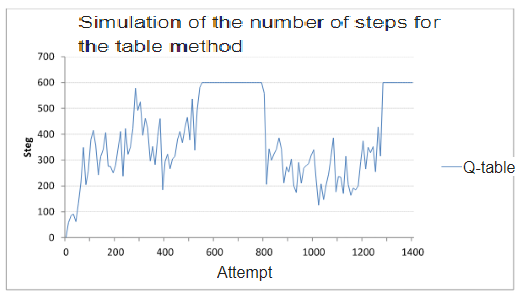 Simulation of the number of steps for
the table method
700
600
500
400
300
200
100
0
Steg
0 200 400 600 800 1000 1200 1400
Attempt
Q-table